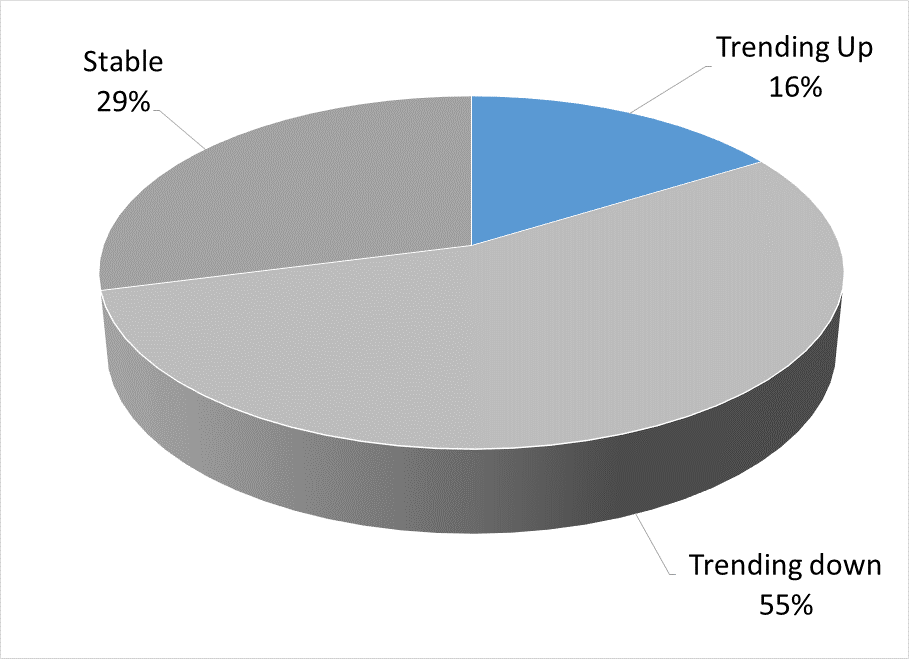 Trending Up
16%
Stable
29%
Trending down
55%